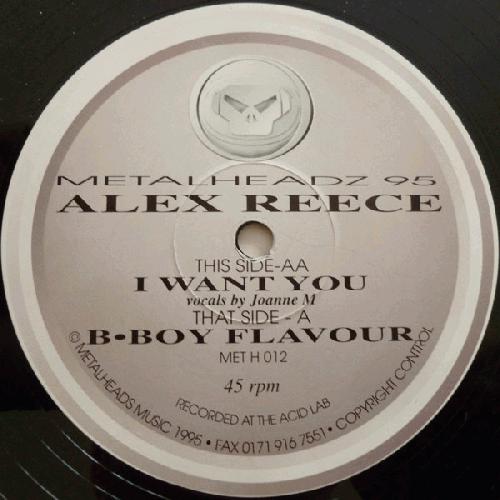 METALHEADZ 95
ALEX REECE
THIS SIDE-AA
I WANT YOU
vocals by Joanne M
THAT SIDE - A
B•BOY FLAVOUR
MET H 012
45 rpm
RECORDED AT THE ACID LAB
© METALHEADS MUSIC 1995 • FAX 0171 916 7551 • COPYRIGHT CONTROL